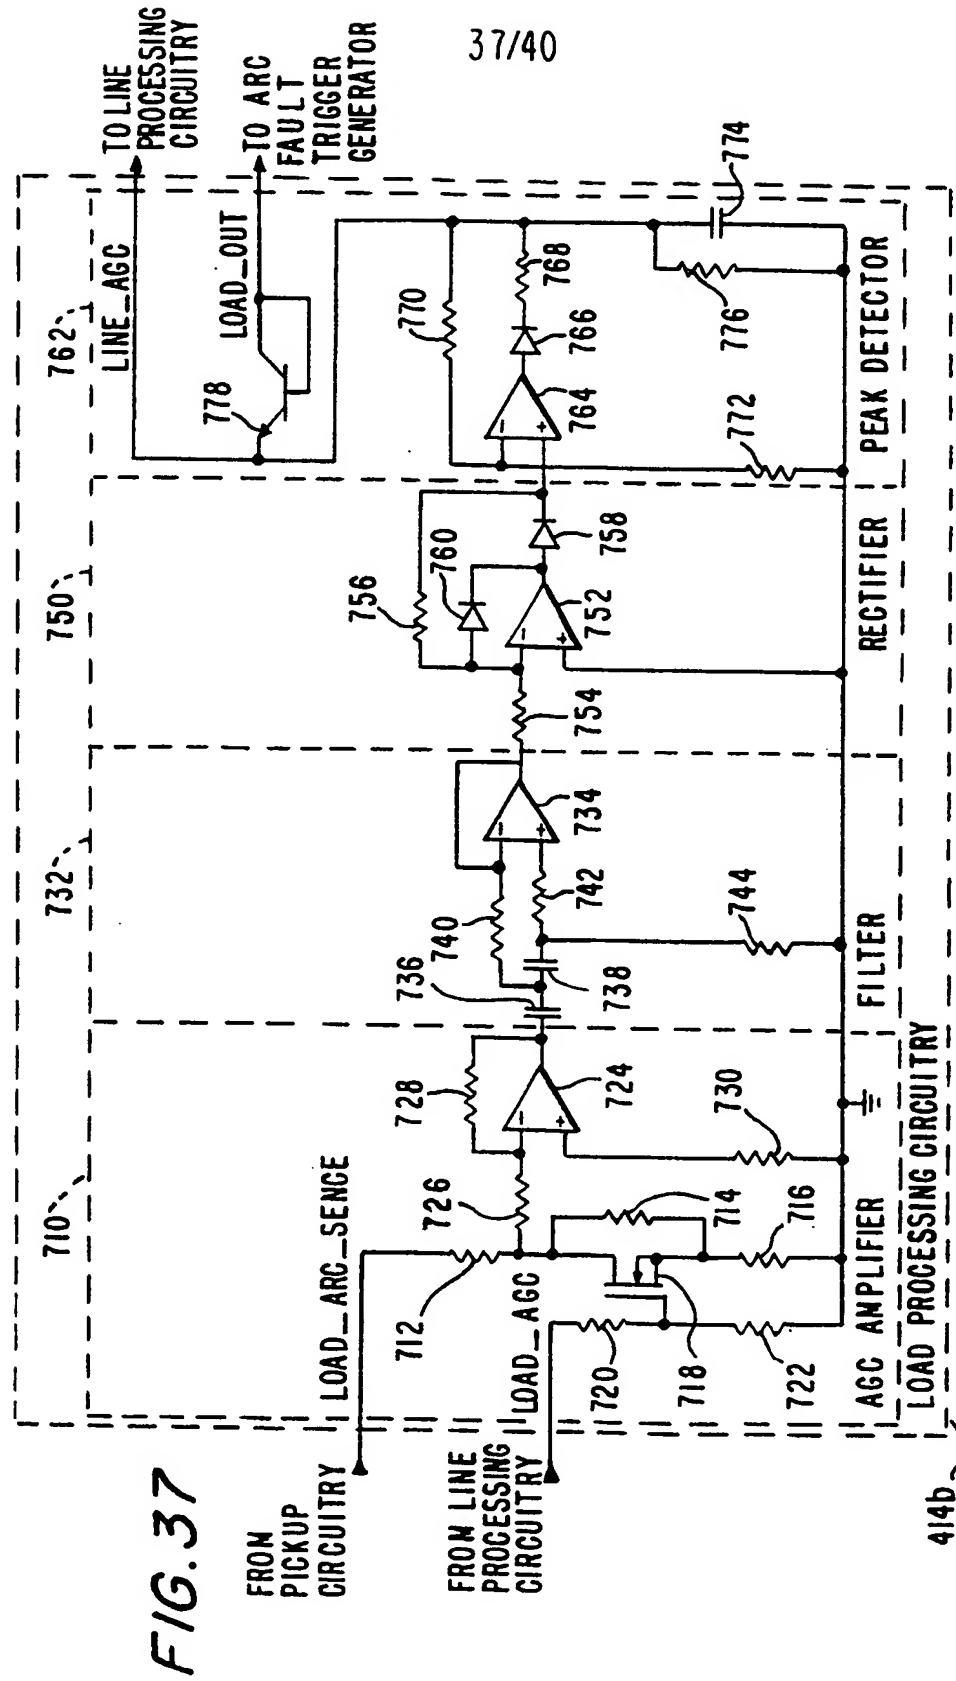 37/40
FIG. 37
FROM
PICKUP
CIRCUITRY
FROM LINE
PROCESSING
CIRCUITRY
TO LINE
PROCESSING
CIRCUITRY
TO ARC
FAULT
TRIGGER
GENERATOR
710
732
750
762
LOAD_ARC_SENCE
LINE_AGC
LOAD_OUT
778
712
726
728
736
740
756
760
770
LOAD_AGC
724
738
742
734
754
752
758
764
766
768
720
718
714
716
722
730
744
772
776
774
AGC AMPLIFIER
FILTER
RECTIFIER
PEAK DETECTOR
LOAD PROCESSING CIRCUITRY
414b
− + − + − + − +